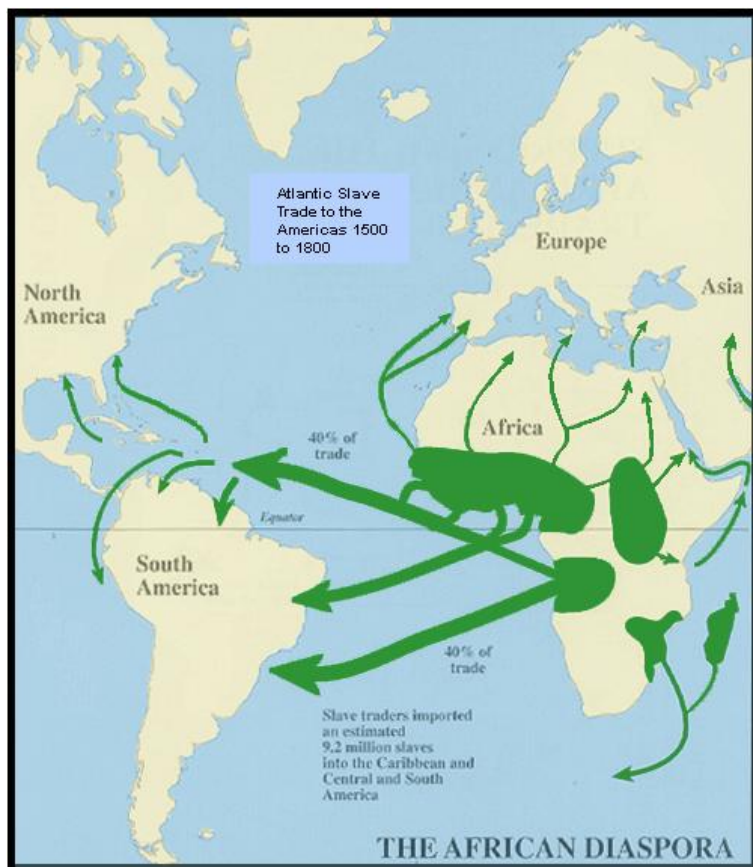 Atlantic Slave
Trade to the
Americas 1500
to 1800
Europe
Asia
North
America
40% of
trade
Africa
Equator
South
America
40% of
trade
Slave traders imported
an estimated
9.2 million slaves
into the Caribbean and
Central and South
America
THE AFRICAN DIASPORA